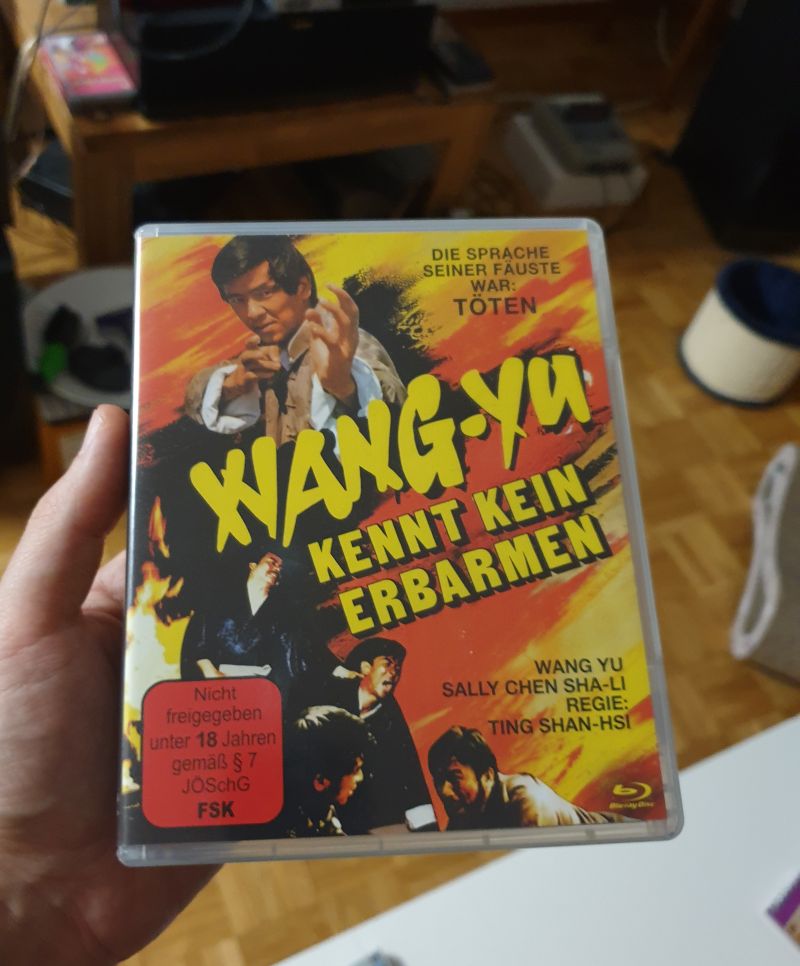 DIE SPRACHE
SEINER FÄUSTE
WAR:
TÖTEN
WANG-YU
KENNT KEIN
ERBARMEN
WANG YU
SALLY CHEN SHA-LI
REGIE:
TING SHAN-HSI
Nicht
freigegeben
unter 18 Jahren
gemäß § 7
JÖSchG
FSK
Blu-ray Disc